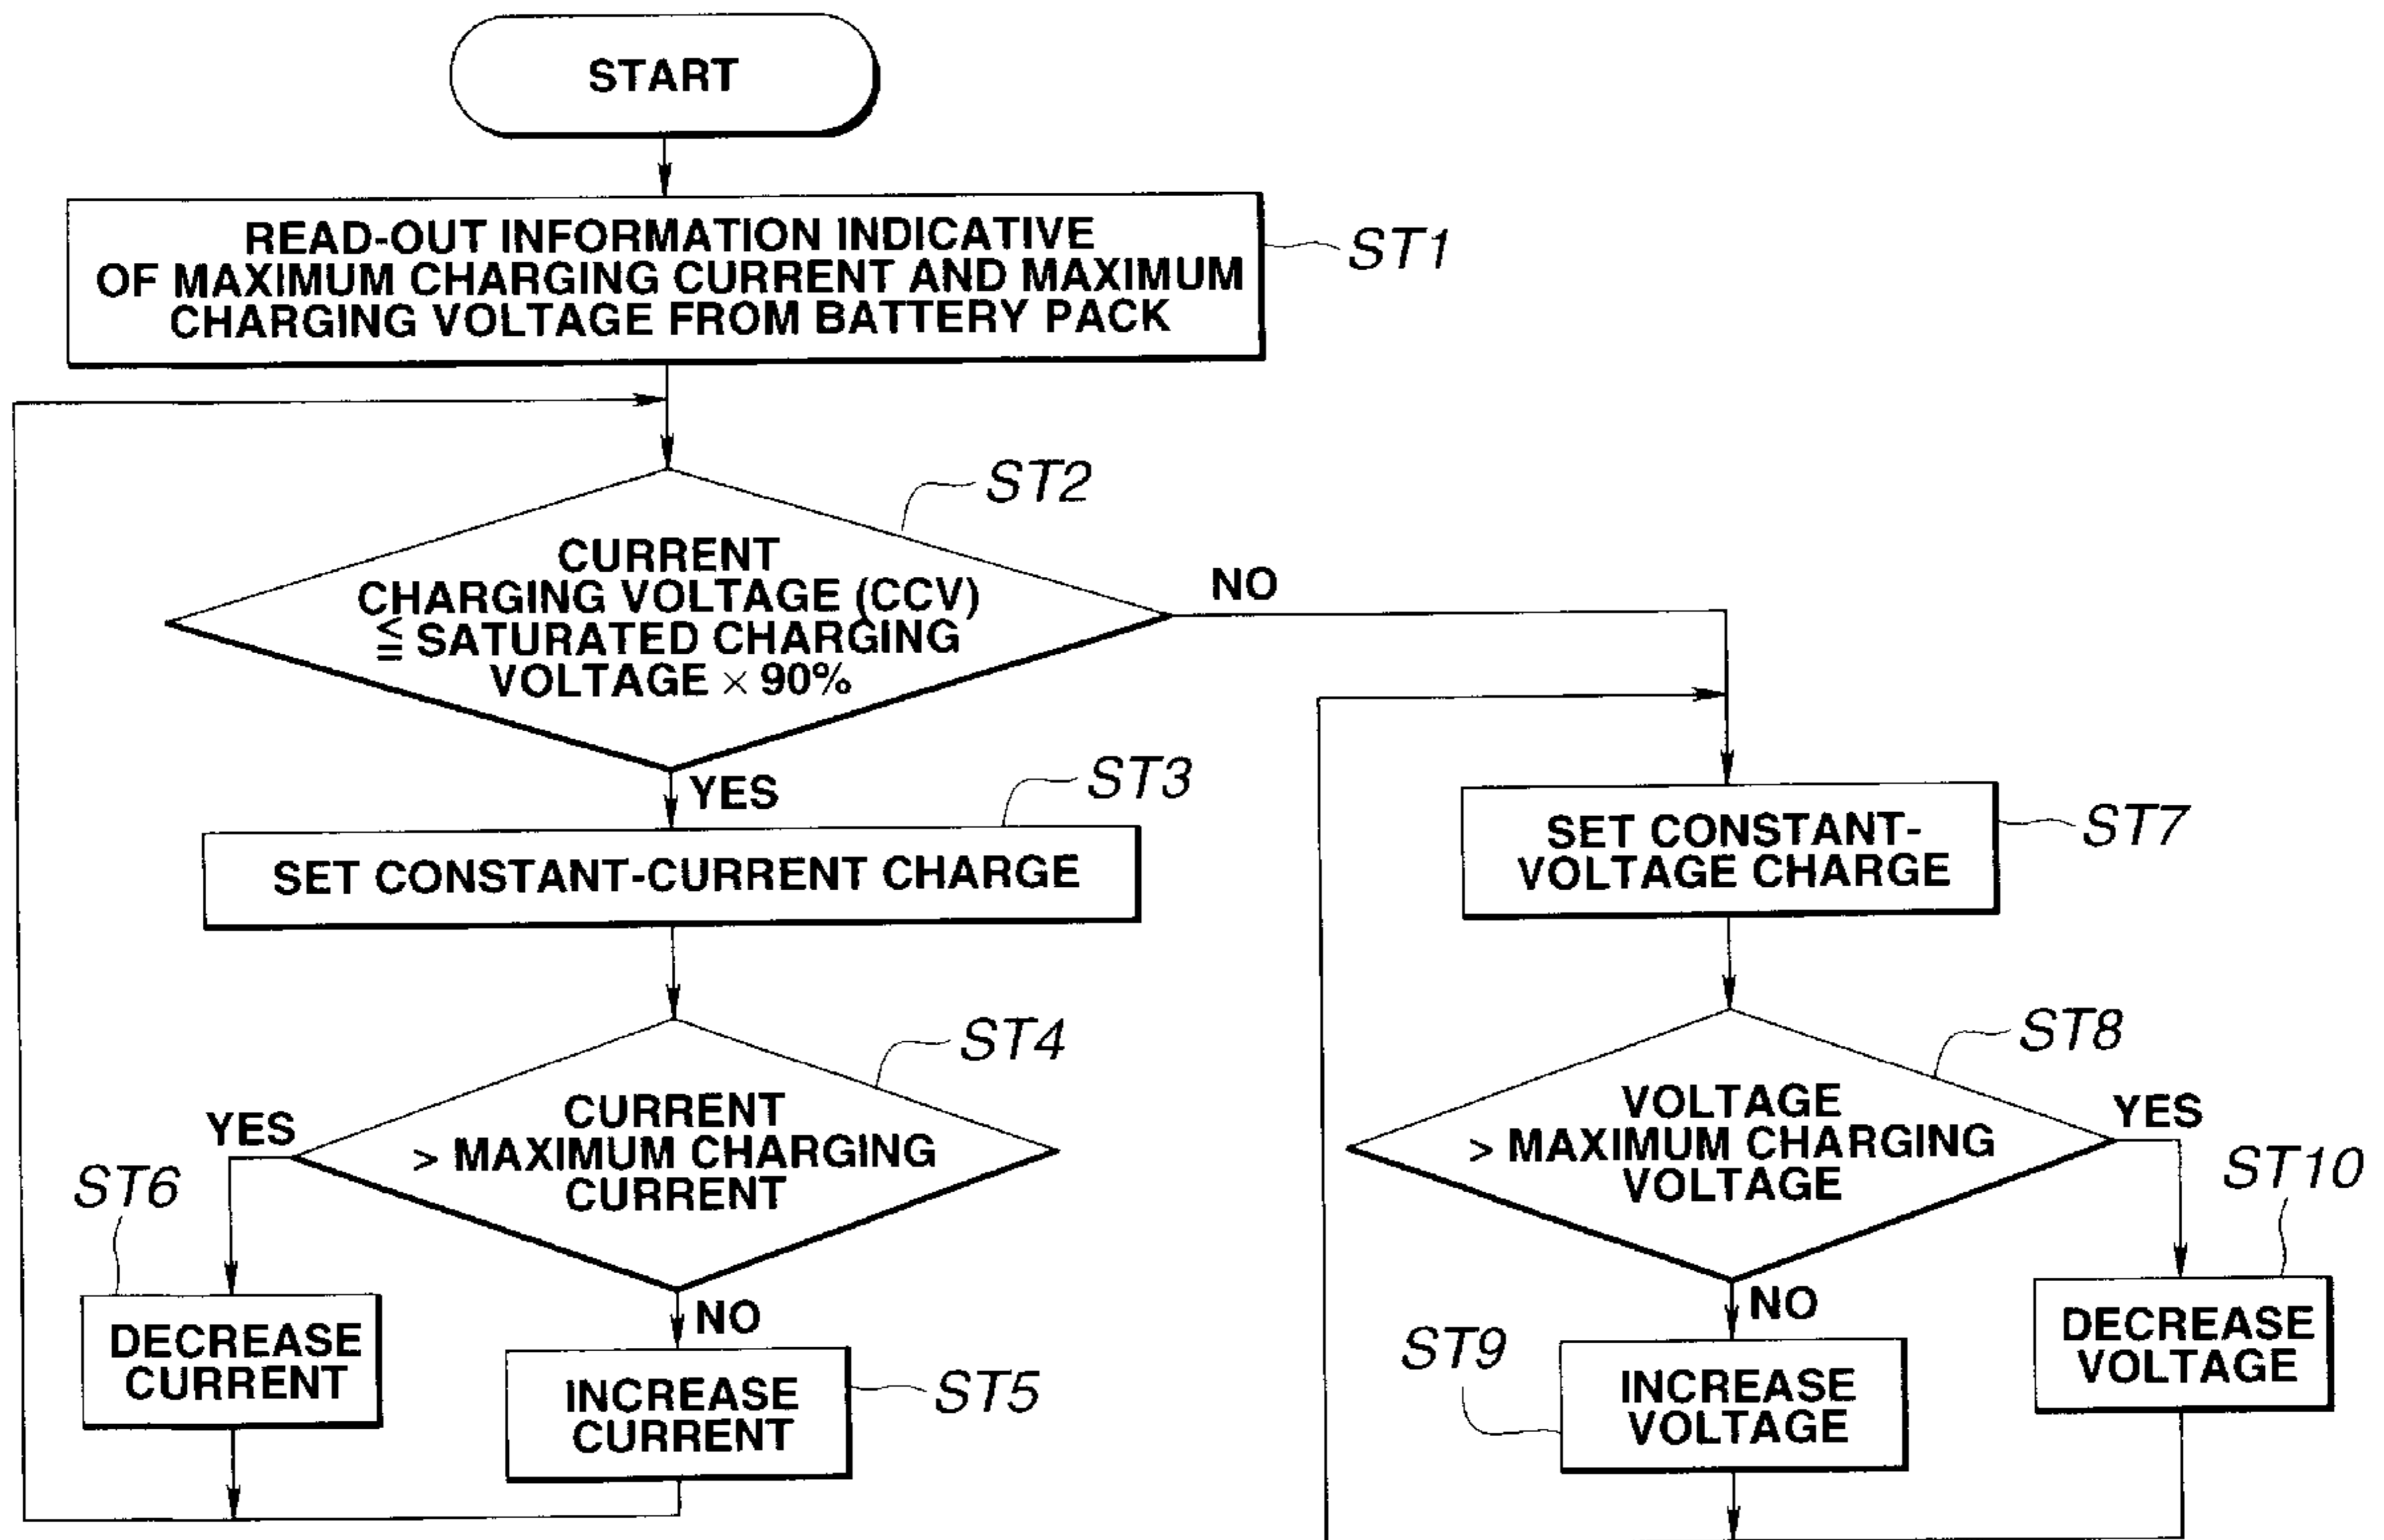 START
READ-OUT INFORMATION INDICATIVE
OF MAXIMUM CHARGING CURRENT AND MAXIMUM
CHARGING VOLTAGE FROM BATTERY PACK
ST1
ST2
CURRENT
CHARGING VOLTAGE (CCV)
≦ SATURATED CHARGING
VOLTAGE × 90%
NO
YES
ST3
SET CONSTANT-CURRENT CHARGE
ST4
CURRENT
> MAXIMUM CHARGING
CURRENT
YES
ST6
DECREASE
CURRENT
NO
INCREASE
CURRENT
ST5
SET CONSTANT-
VOLTAGE CHARGE
ST7
ST8
VOLTAGE
> MAXIMUM CHARGING
VOLTAGE
YES
ST10
NO
ST9
INCREASE
VOLTAGE
DECREASE
VOLTAGE